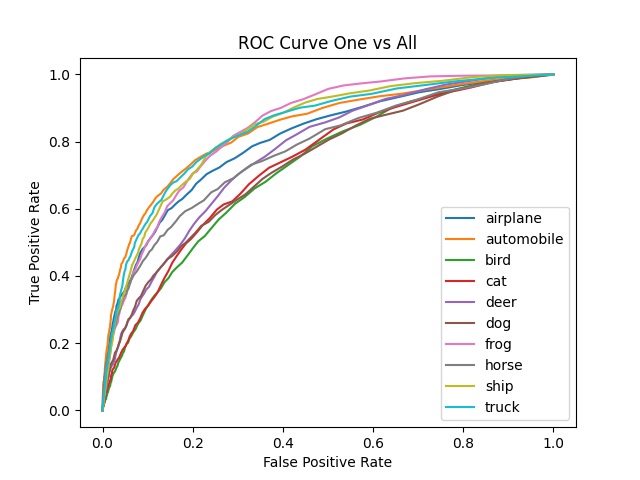 ROC Curve One vs All
True Positive Rate
1.0
0.8
0.6
0.4
0.2
0.0
airplane
automobile
bird
cat
deer
dog
frog
horse
ship
truck
0.0 0.2 0.4 0.6 0.8 1.0
False Positive Rate